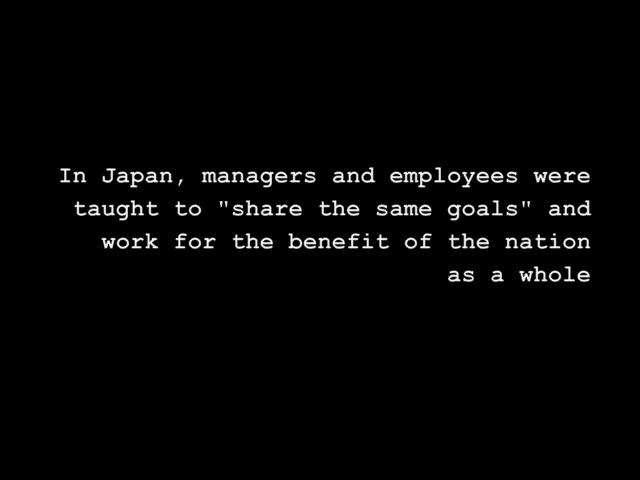 In Japan, managers and employees were
taught to "share the same goals" and
work for the benefit of the nation
as a whole